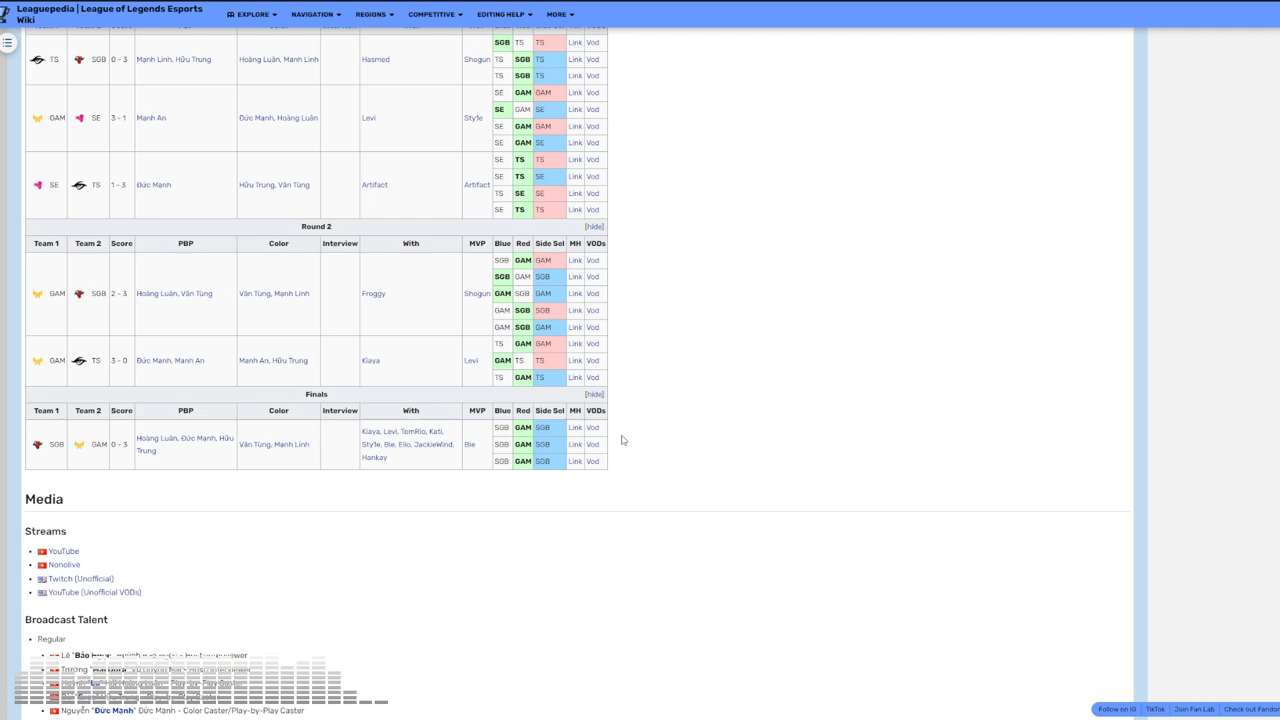 Leaguepedia | League of Legends Esports Wiki
EXPLORE NAVIGATION REGIONS COMPETITIVE EDITING HELP MORE
SGB TS TS Link Vod
TS SGB 0 - 3 Mạnh Linh, Hữu Trung Hoàng Luân, Mạnh Linh Hasmed Shogun TS SGB TS Link Vod
TS SGB TS Link Vod
SE GAM GAM Link Vod
SE GAM SE Link Vod
GAM SE 3 - 1 Mạnh An Đức Mạnh, Hoàng Luân Levi Sty1e
SE GAM GAM Link Vod
SE GAM SE Link Vod
SE TS TS Link Vod
SE TS SE Link Vod
SE TS 1 - 3 Đức Mạnh Hữu Trung, Văn Tùng Artifact Artifact
TS SE SE Link Vod
SE TS TS Link Vod
Round 2 [hide]
Team 1 Team 2 Score PBP Color Interview With MVP Blue Red Side Sel MH VODs
SGB GAM GAM Link Vod
SGB GAM SGB Link Vod
GAM SGB 2 - 3 Hoàng Luân, Văn Tùng Văn Tùng, Mạnh Linh Froggy Shogun GAM SGB GAM Link Vod
GAM SGB SGB Link Vod
GAM SGB GAM Link Vod
TS GAM GAM Link Vod
GAM TS 3 - 0 Đức Mạnh, Mạnh An Mạnh An, Hữu Trung Kiaya Levi GAM TS TS Link Vod
TS GAM TS Link Vod
Finals [hide]
Team 1 Team 2 Score PBP Color Interview With MVP Blue Red Side Sel MH VODs
SGB GAM SGB Link Vod
SGB GAM 0 - 3 Hoàng Luân, Đức Mạnh, Hữu Trung Văn Tùng, Mạnh Linh Kiaya, Levi, TomRio, Kati, Sty1e, Bie, Elio, JackieWind, Hankay Bie SGB GAM SGB Link Vod
SGB GAM SGB Link Vod
Media
Streams
YouTube
Nonolive
Twitch (Unofficial)
YouTube (Unofficial VODs)
Broadcast Talent
Regular
Lê
Nguyễn "Đức Mạnh" Đức Mạnh - Color Caster/Play-by-Play Caster
Follow on IG TikTok Join Fan Lab Check out Fandom